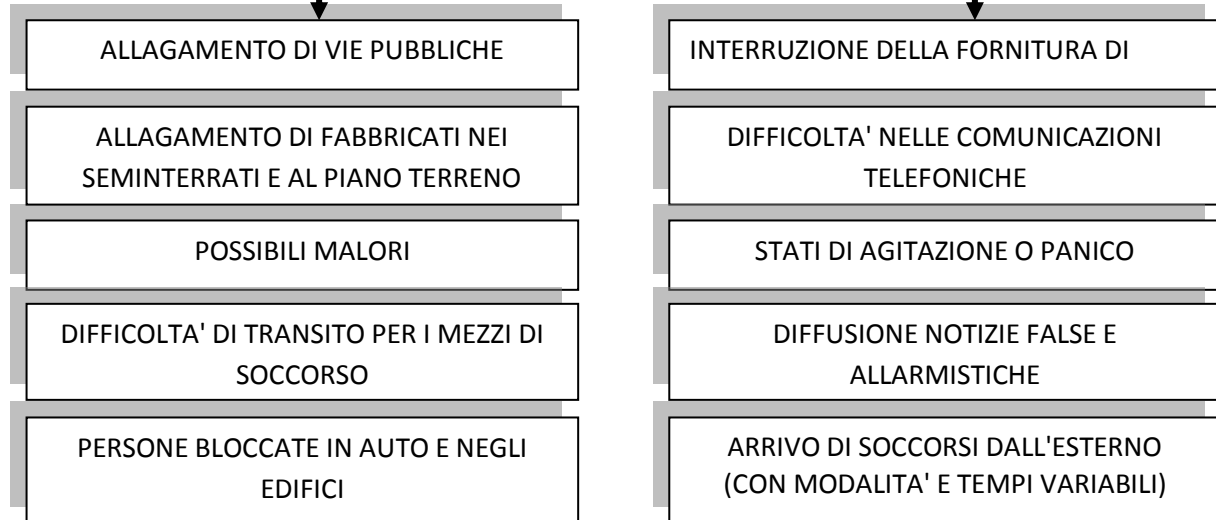 ALLAGAMENTO DI VIE PUBBLICHE
ALLAGAMENTO DI FABBRICATI NEI
SEMINTERRATI E AL PIANO TERRENO
POSSIBILI MALORI
DIFFICOLTA' DI TRANSITO PER I MEZZI DI
SOCCORSO
PERSONE BLOCCATE IN AUTO E NEGLI
EDIFICI
INTERRUZIONE DELLA FORNITURA DI
DIFFICOLTA' NELLE COMUNICAZIONI
TELEFONICHE
STATI DI AGITAZIONE O PANICO
DIFFUSIONE NOTIZIE FALSE E
ALLARMISTICHE
ARRIVO DI SOCCORSI DALL'ESTERNO
(CON MODALITA' E TEMPI VARIABILI)